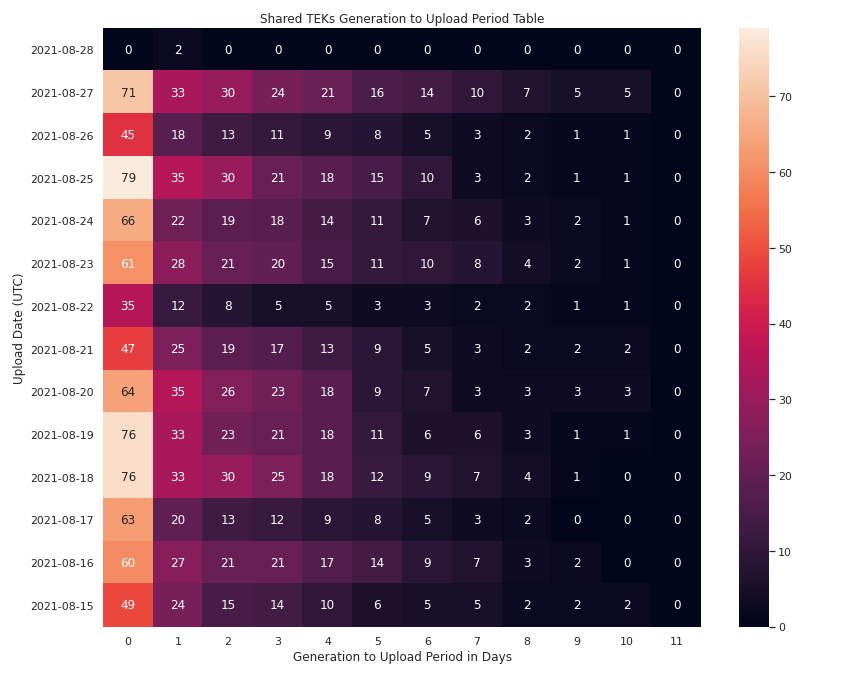 Shared TEKs Generation to Upload Period Table
Upload Date (UTC)
2021-08-28 0 2 0 0 0 0 0 0 0 0 0 0
2021-08-27 71 33 30 24 21 16 14 10 7 5 5 0
2021-08-26 45 18 13 11 9 8 5 3 2 1 1 0
2021-08-25 79 35 30 21 18 15 10 3 2 1 1 0
2021-08-24 66 22 19 18 14 11 7 6 3 2 1 0
2021-08-23 61 28 21 20 15 11 10 8 4 2 1 0
2021-08-22 35 12 8 5 5 3 3 2 2 1 1 0
2021-08-21 47 25 19 17 13 9 5 3 2 2 2 0
2021-08-20 64 35 26 23 18 9 7 3 3 3 3 0
2021-08-19 76 33 23 21 18 11 6 6 3 1 1 0
2021-08-18 76 33 30 25 18 12 9 7 4 1 0 0
2021-08-17 63 20 13 12 9 8 5 3 2 0 0 0
2021-08-16 60 27 21 21 17 14 9 7 3 2 0 0
2021-08-15 49 24 15 14 10 6 5 5 2 2 2 0
0 1 2 3 4 5 6 7 8 9 10 11
Generation to Upload Period in Days
70
60
50
40
30
20
10
0